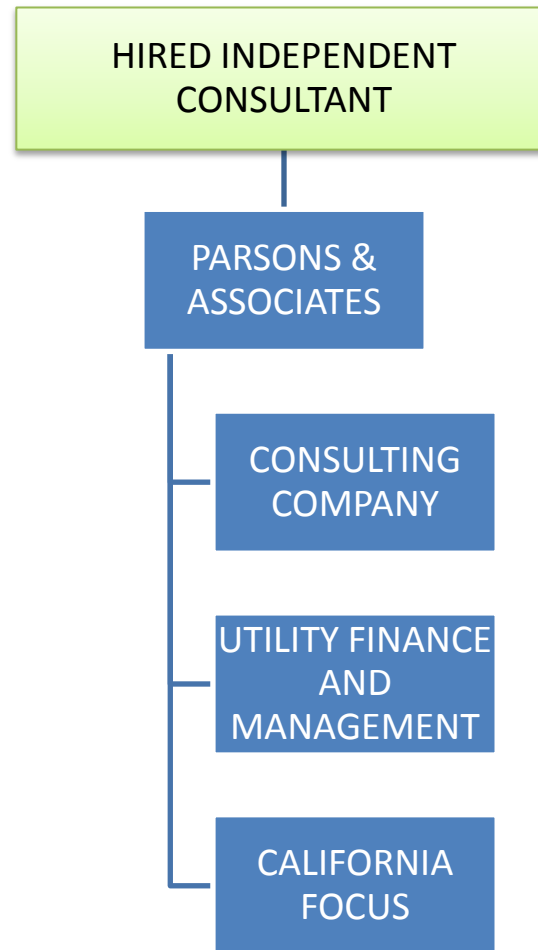 HIRED INDEPENDENT
CONSULTANT
PARSONS &
ASSOCIATES
CONSULTING
COMPANY
UTILITY FINANCE
AND
MANAGEMENT
CALIFORNIA
FOCUS